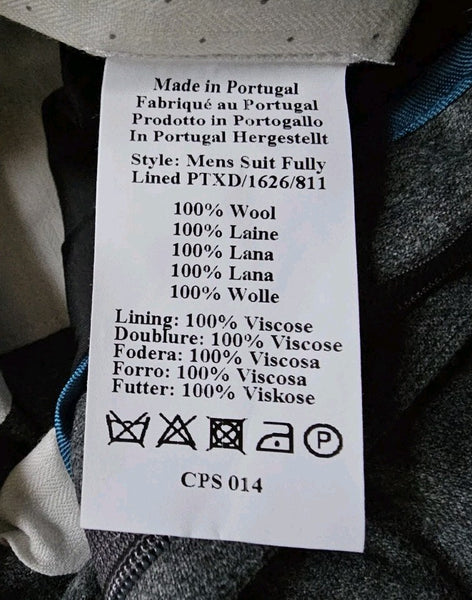 Made in Portugal
Fabriqué au Portugal
Prodotto in Portogallo
In Portugal Hergestellt
Style: Mens Suit Fully
Lined PTXD/1626/811
100% Wool
100% Laine
100% Lana
100% Lana
100% Wolle
Lining: 100% Viscose
Doublure: 100% Viscose
Fodera: 100% Viscosa
Forro: 100% Viscosa
Futter: 100% Viskose
P
CPS 014